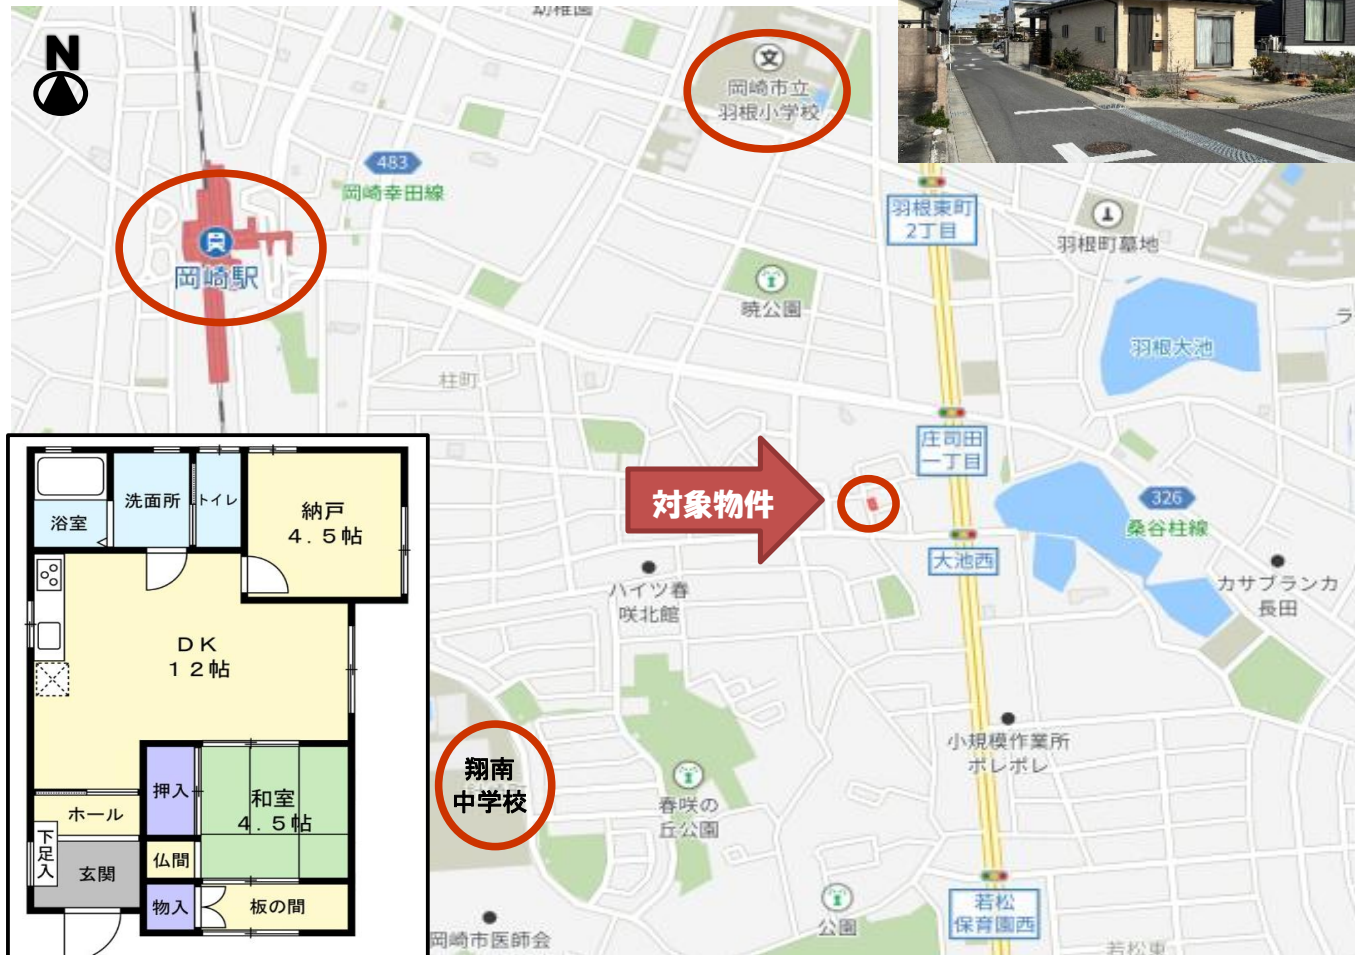 幼稚園
N
岡崎市立
羽根小学校
483
岡崎幸田線
羽根東町
2丁目
羽根町墓地
岡崎駅
暁公園
羽根大池
ラ
柱町
庄司田
一丁目
対象物件
326
桑谷柱線
大池西
ハイツ春
咲北館
カサブランカ
長田
浴室
洗面所
トイレ
納戸
4.5帖
DK
12帖
押入
和室
4.5帖
ホール
下足入
玄関
仏間
物入
板の間
翔南
中学校
小規模作業所
ポレポレ
春咲の
丘公園
公園
若松
保育園西
岡崎市医師会
若松東